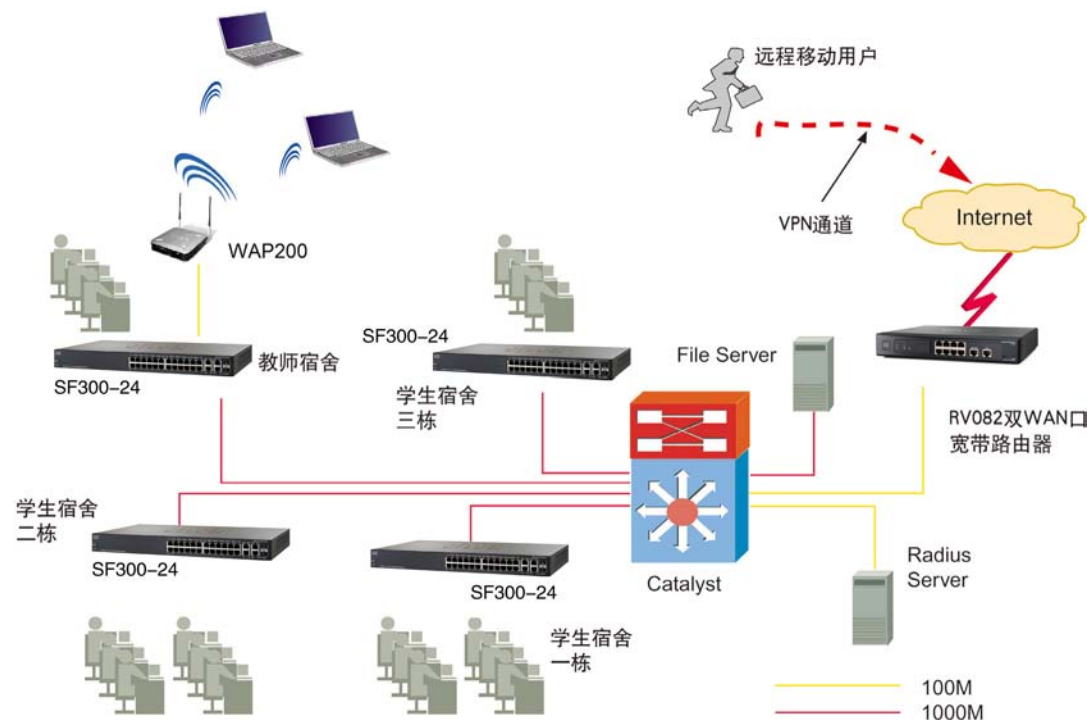 远程移动用户
VPN通道
Internet
WAP200
SF300-24
教师宿舍
SF300-24
学生宿舍
三栋
File Server
RV082双WAN口
宽带路由器
学生宿舍
二栋
SF300-24
SF300-24
Catalyst
Radius
Server
学生宿舍
一栋
100M
1000M